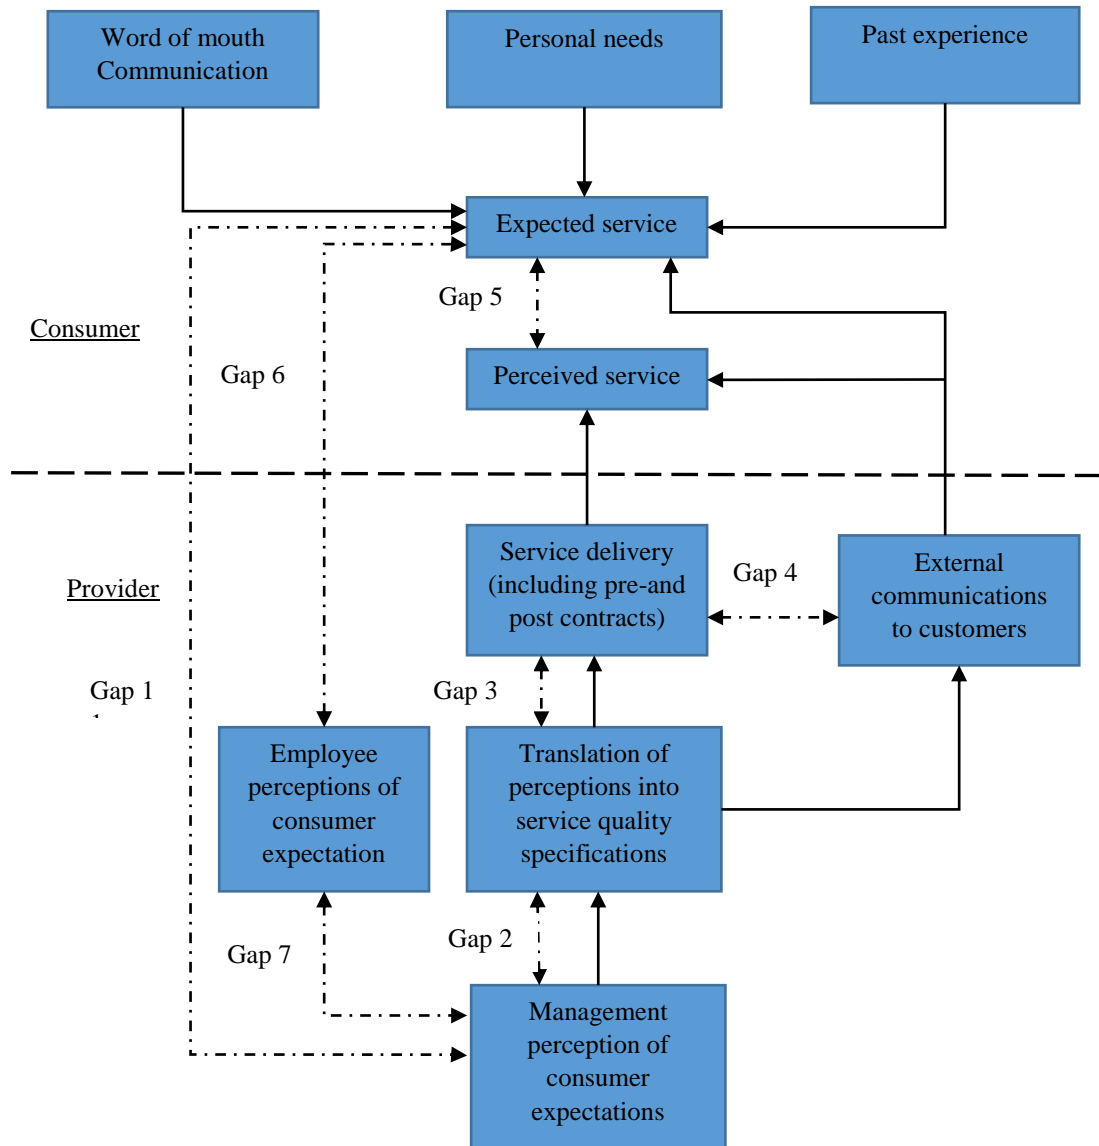 Word of mouth
Communication
Personal needs
Past experience
Expected service
Gap 5
Consumer
Gap 6
Perceived service
Service delivery
(including pre-and
post contracts)
Gap 4
External
communications
to customers
Provider
Gap 1
Gap 3
Employee
perceptions of
consumer
expectation
Translation of
perceptions into
service quality
specifications
Gap 7
Gap 2
Management
perception of
consumer
expectations